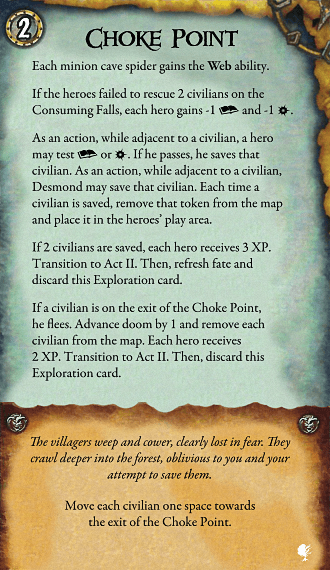 2
CHOKE POINT
Each minion cave spider gains the Web ability.
If the heroes failed to rescue 2 civilians on the
Consuming Falls, each hero gains -1 and -1 .
As an action, while adjacent to a civilian, a hero
may test or . If he passes, he saves that
civilian. As an action, while adjacent to a civilian,
Desmond may save that civilian. Each time a
civilian is saved, remove that token from the map
and place it in the heroes' play area.
If 2 civilians are saved, each hero receives 3 XP.
Transition to Act II. Then, refresh fate and
discard this Exploration card.
If a civilian is on the exit of the Choke Point,
he flees. Advance doom by 1 and remove each
civilian from the map. Each hero receives
2 XP. Transition to Act II. Then, discard this
Exploration card.
The villagers weep and cower, clearly lost in fear. They
crawl deeper into the forest, oblivious to you and your
attempt to save them.
Move each civilian one space towards
the exit of the Choke Point.